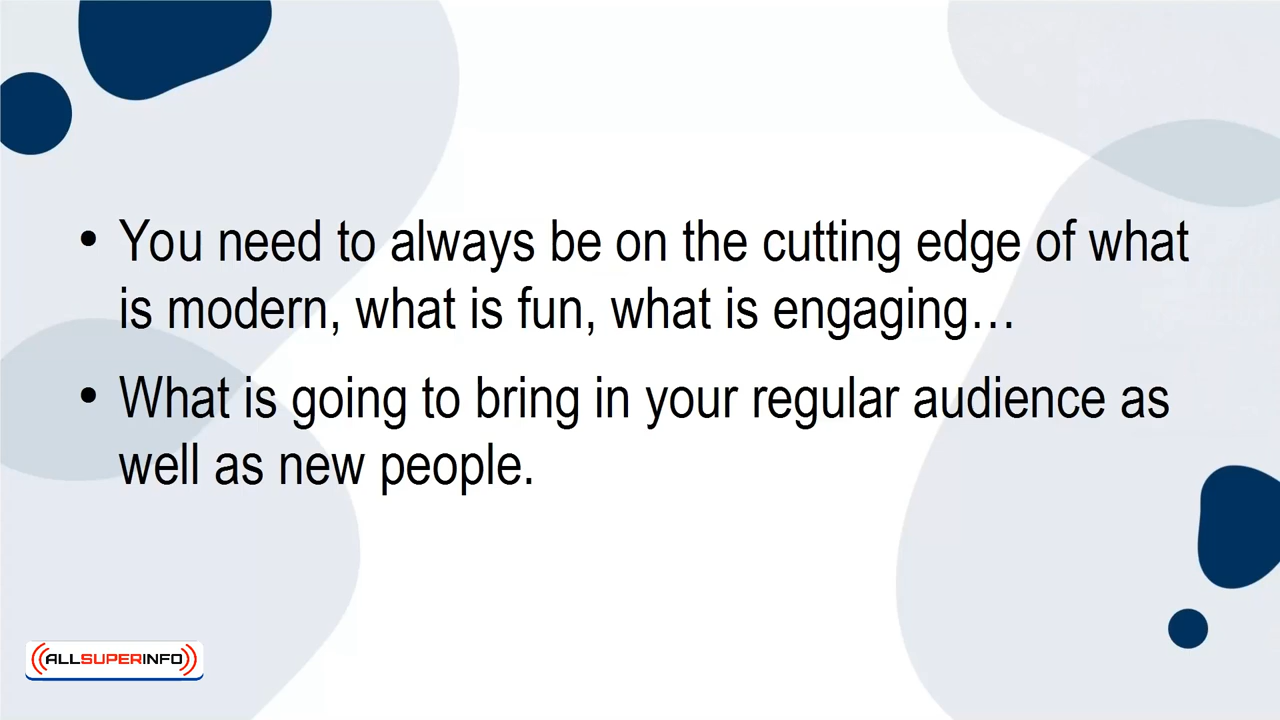 • You need to always be on the cutting edge of what
is modern, what is fun, what is engaging…
• What is going to bring in your regular audience as
well as new people.
ALLSUPERINFO